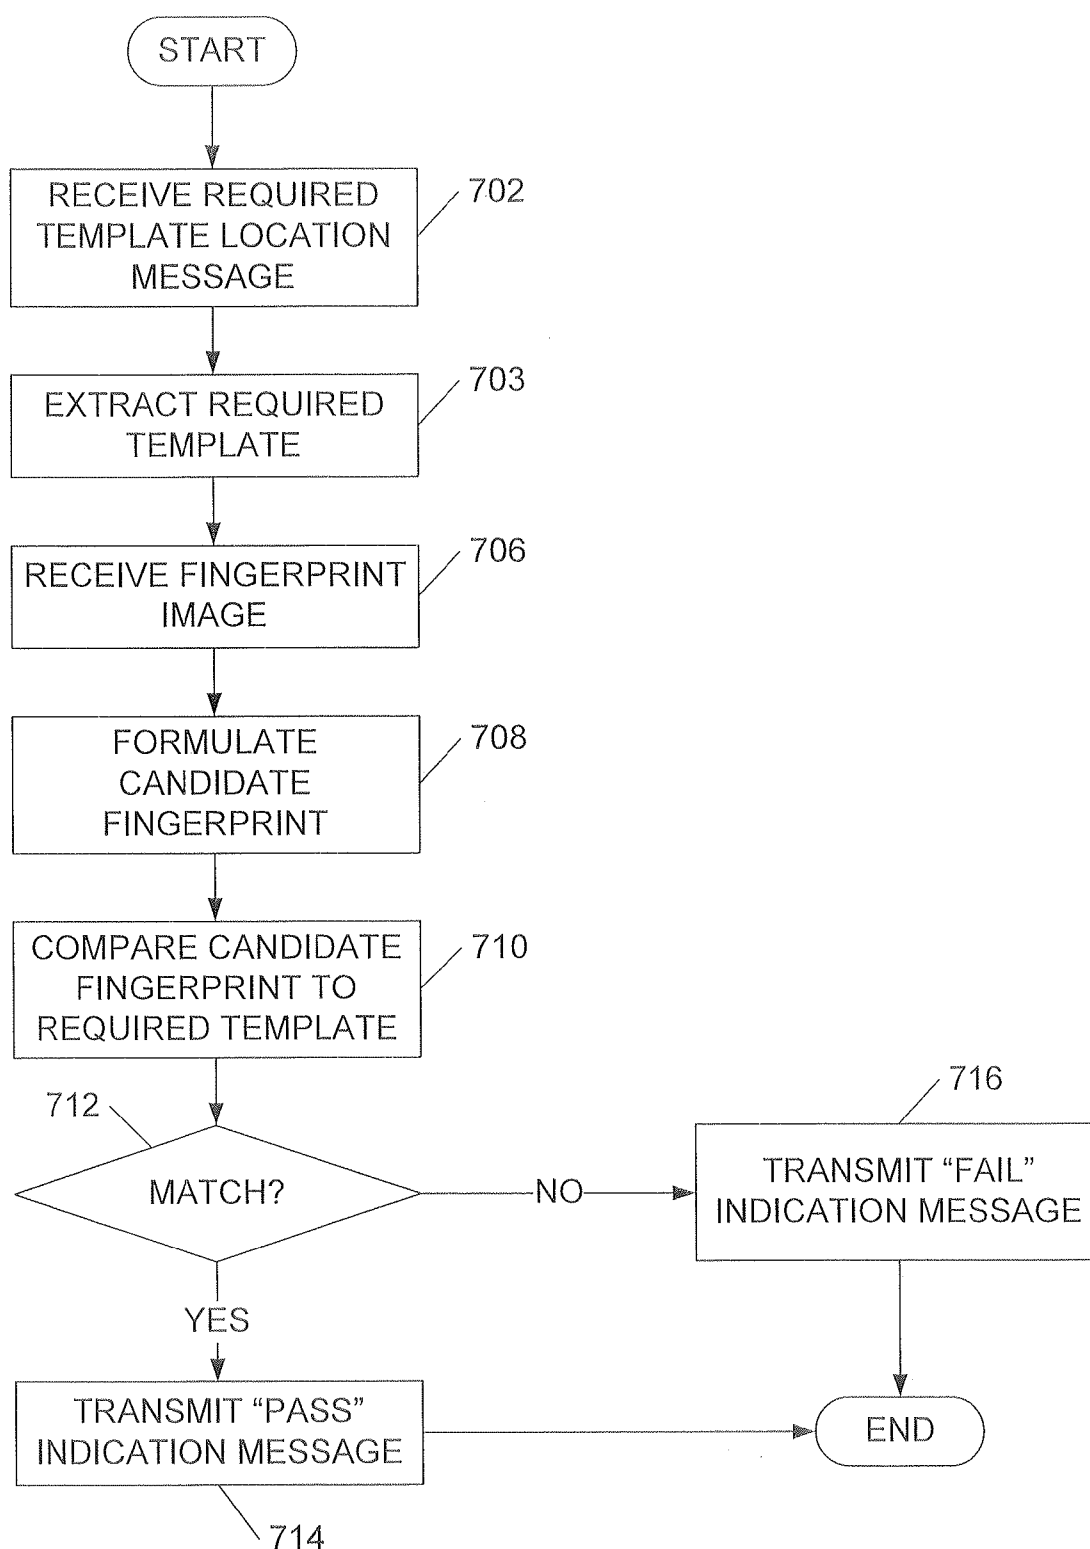 START
RECEIVE REQUIRED
TEMPLATE LOCATION
MESSAGE
702
EXTRACT REQUIRED
TEMPLATE
703
RECEIVE FINGERPRINT
IMAGE
706
FORMULATE
CANDIDATE
FINGERPRINT
708
COMPARE CANDIDATE
FINGERPRINT TO
REQUIRED TEMPLATE
710
712
MATCH?
NO
716
TRANSMIT “FAIL”
INDICATION MESSAGE
YES
TRANSMIT “PASS”
INDICATION MESSAGE
714
END